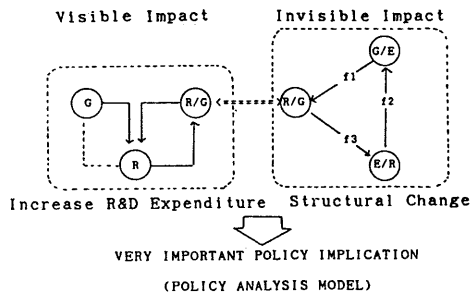 Visible Impact
Invisible Impact
G
R/G
R
R/G
G/E
E/R
f1
f2
f3
Increase R&D Expenditure
Structural Change
VERY IMPORTANT POLICY IMPLICATION
(POLICY ANALYSIS MODEL)